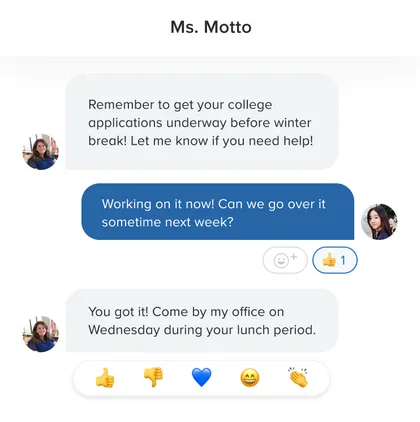 Ms. Motto
Remember to get your college
applications underway before winter
break! Let me know if you need help!
Working on it now! Can we go over it
sometime next week?
👍 1
You got it! Come by my office on
Wednesday during your lunch period.